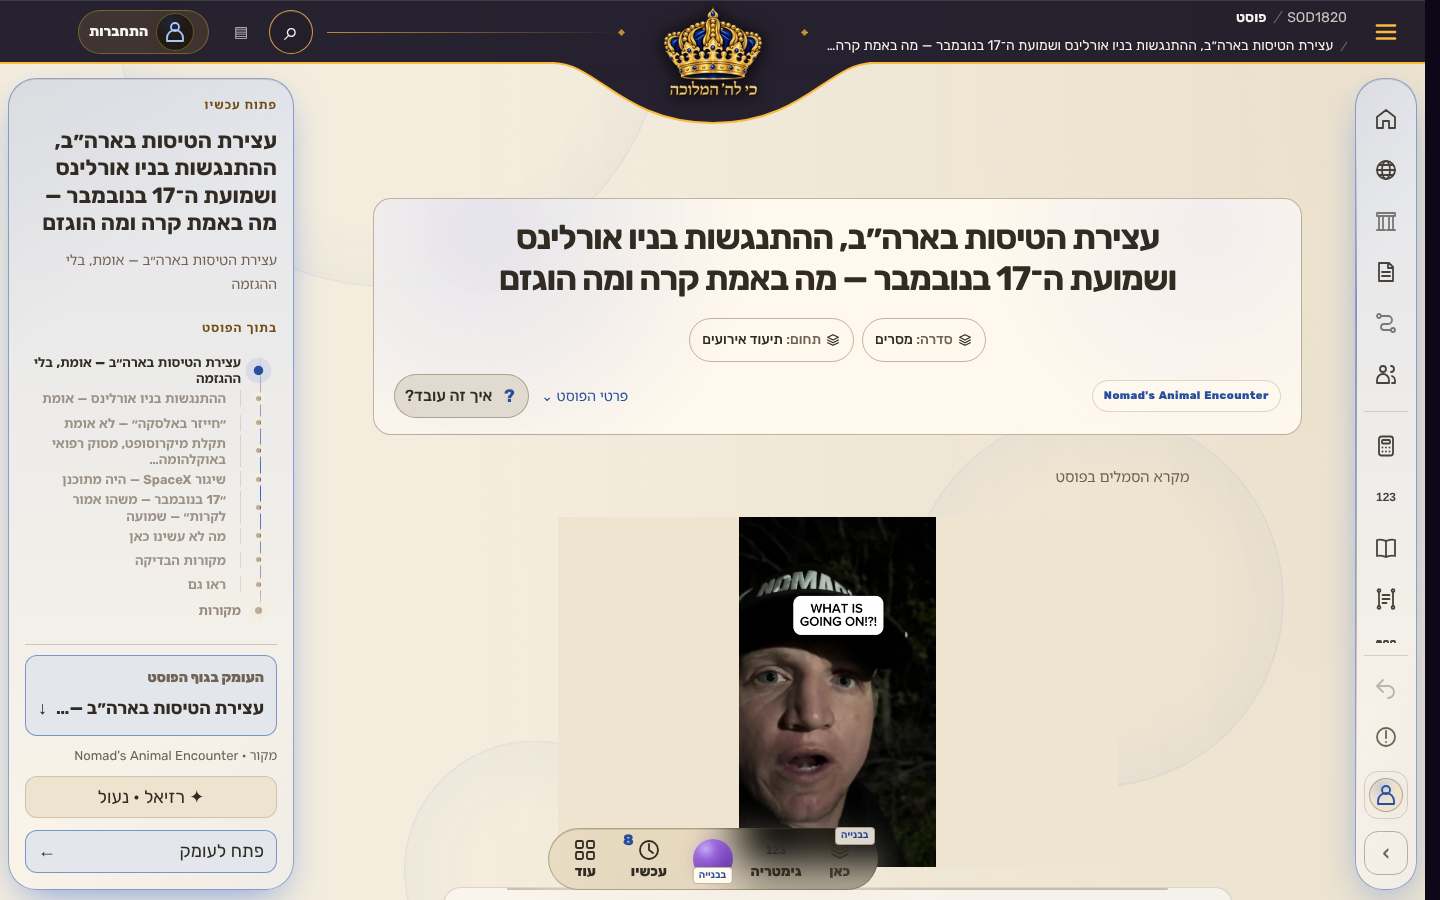 SOD1820 / פוסט
/ עצירת הטיסות בארה״ב, ההתנגשות בניו אורלינס ושמועת ה־17 בנובמבר — מה באמת קרה...
כי לה' המלוכה
התחברות
123
עצירת הטיסות בארה״ב, ההתנגשות בניו אורלינס
ושמועת ה־17 בנובמבר — מה באמת קרה ומה הוגזם
סדרה: מסרים
תחום: תיעוד אירועים
Nomad's Animal Encounter
פרטי הפוסט
? איך זה עובד?
מקרא הסמלים בפוסט
NOMAD
WHAT IS
GOING ON!?!
בבנייה
כאן
גימטריה
בבנייה
8
עכשיו
עוד
פתוח עכשיו
עצירת הטיסות בארה״ב,
ההתנגשות בניו אורלינס
ושמועת ה־17 בנובמבר —
מה באמת קרה ומה הוגזם
עצירת הטיסות בארה״ב — אומת, בלי
ההגזמה
בתוך הפוסט
עצירת הטיסות בארה״ב — אומת, בלי
ההגזמה
ההתנגשות בניו אורלינס — אומת
״חייזר באלסקה״ — לא אומת
תקלת מיקרוסופט, מסוק רפואי
באוקלהומה...
שיגור SpaceX — היה מתוכנן
״17 בנובמבר — משהו אמור
לקרות״ — שמועה
מה לא עשינו כאן
מקורות הבדיקה
ראו גם
מקורות
העומק בגוף הפוסט
עצירת הטיסות בארה״ב —... ↓
מקור • Nomad's Animal Encounter
✦ רזיאל • נעול
פתח לעומק ←